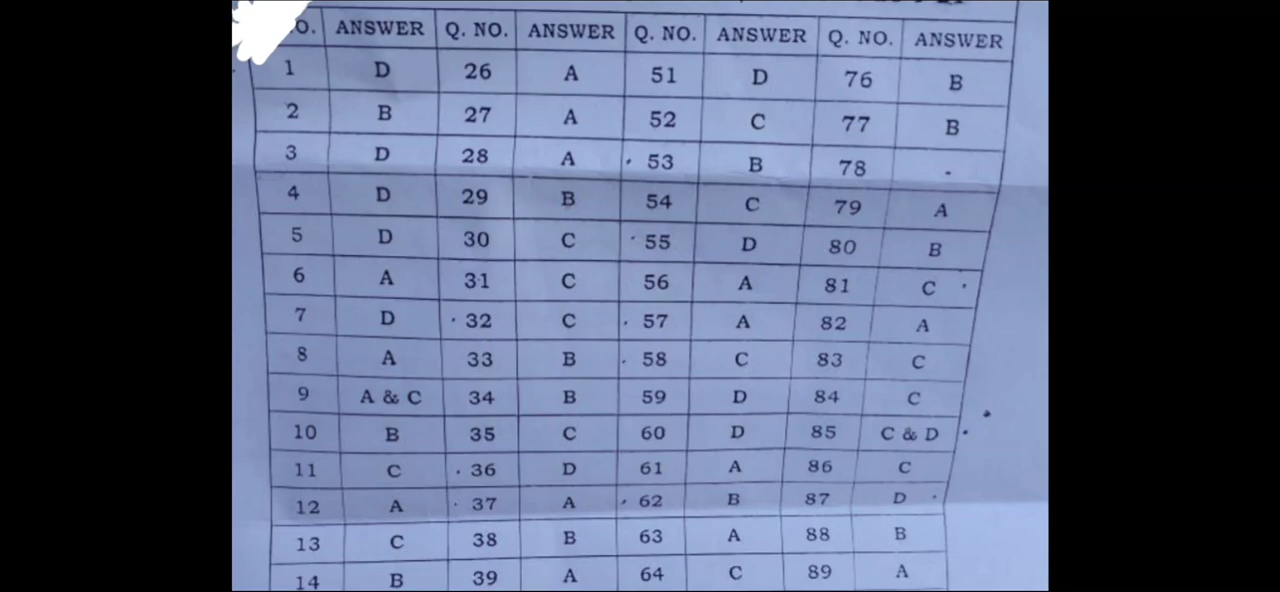 O. ANSWER Q. NO. ANSWER Q. NO. ANSWER Q. NO. ANSWER
1 D 26 A 51 D 76 B
2 B 27 A 52 C 77 B
3 D 28 A 53 B 78 -
4 D 29 B 54 C 79 A
5 D 30 C 55 D 80 B
6 A 31 C 56 A 81 C
7 D 32 C 57 A 82 A
8 A 33 B 58 C 83 C
9 A & C 34 B 59 D 84 C
10 B 35 C 60 D 85 C & D
11 C 36 D 61 A 86 C
12 A 37 A 62 B 87 D
13 C 38 B 63 A 88 B
14 B 39 A 64 C 89 A